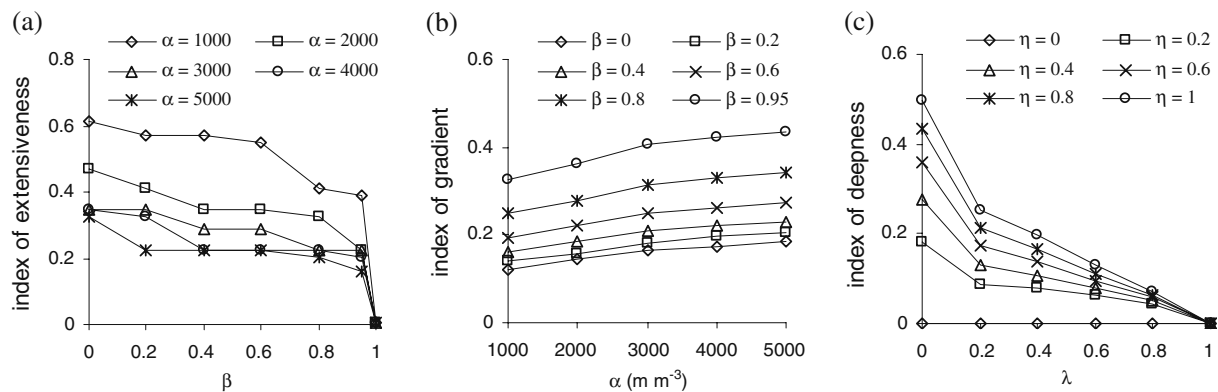 (a)
α = 1000 α = 2000
α = 3000 α = 4000
α = 5000
index of extensiveness
0.8
0.6
0.4
0.2
0
0 0.2 0.4 0.6 0.8 1
β
(b)
β = 0 β = 0.2
β = 0.4 β = 0.6
β = 0.8 β = 0.95
index of gradient
0.6
0.4
0.2
0
1000 2000 3000 4000 5000
α (m m⁻³)
(c)
η = 0 η = 0.2
η = 0.4 η = 0.6
η = 0.8 η = 1
index of deepness
0.6
0.4
0.2
0
0 0.2 0.4 0.6 0.8 1
λ